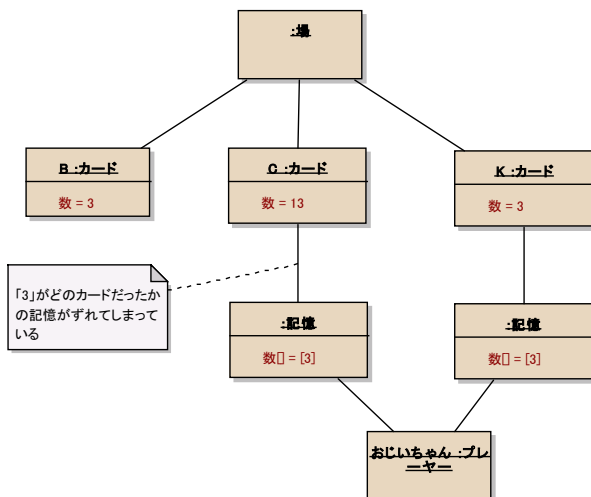 :場
B :カード
数 = 3
C :カード
数 = 13
K :カード
数 = 3
「3」がどのカードだったか
の記憶がずれてしまって
いる
:記憶
数[] = [3]
:記憶
数[] = [3]
おじいちゃん :プレ
ーヤー